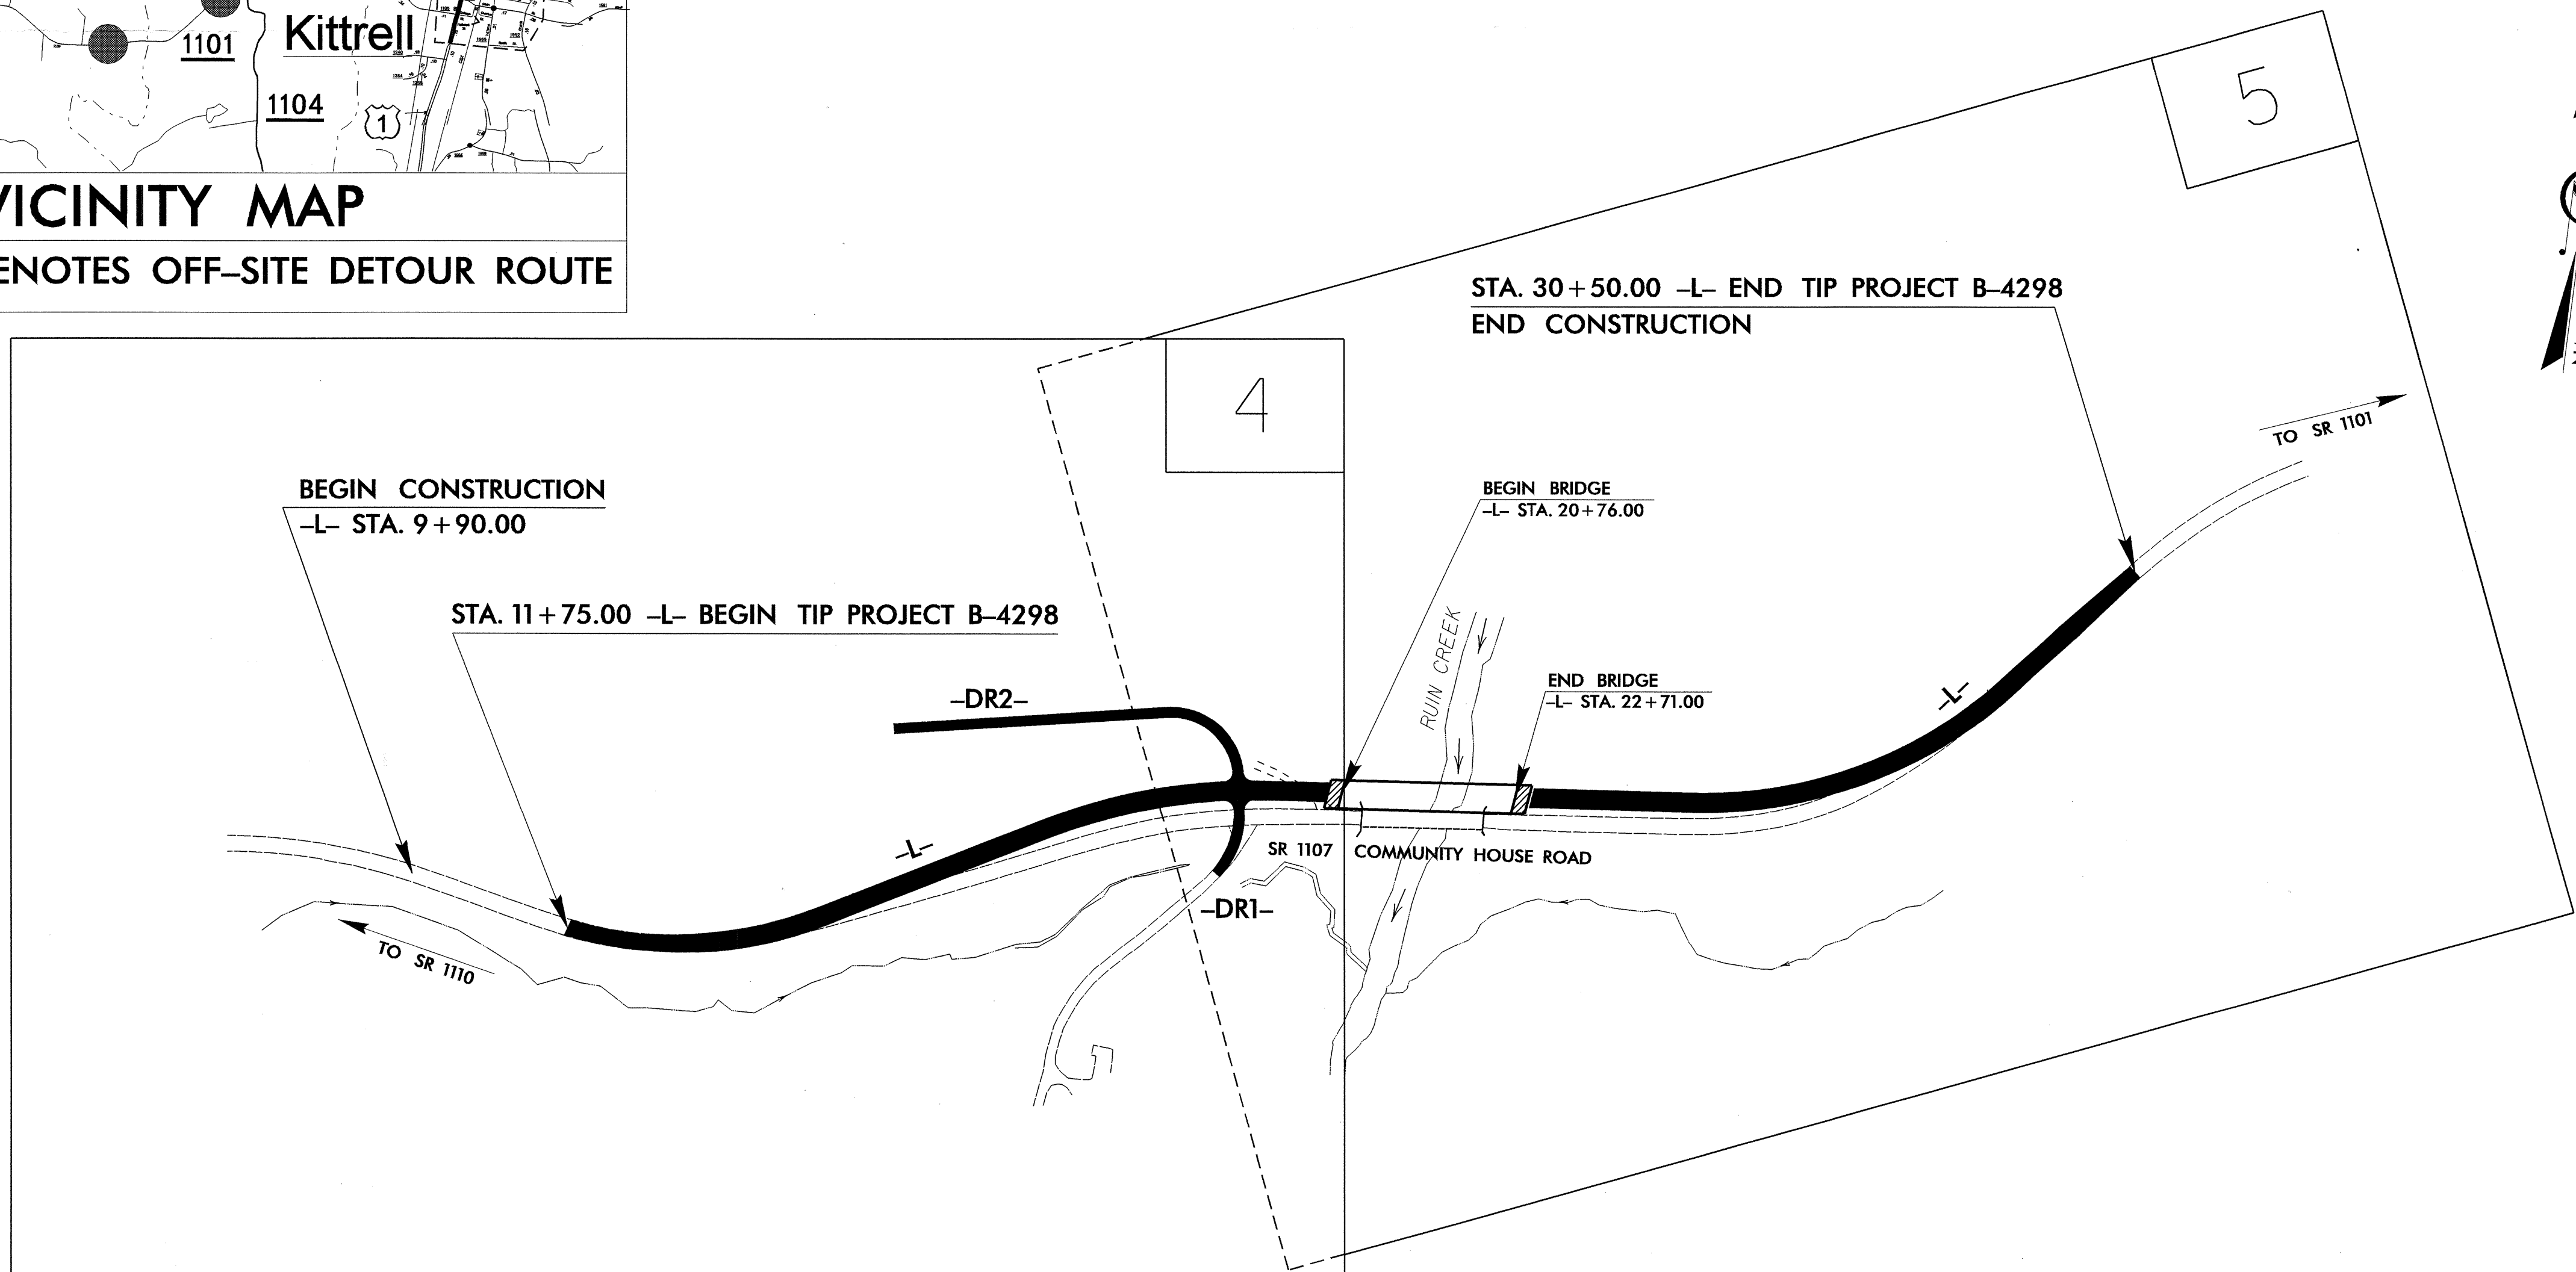 1101
Kittrell
1104
1
VICINITY MAP
ENOTES OFF–SITE DETOUR ROUTE
5
STA. 30+50.00 –L– END TIP PROJECT B–4298
END CONSTRUCTION
4
TO SR 1101
BEGIN CONSTRUCTION
–L– STA. 9+90.00
BEGIN BRIDGE
–L– STA. 20+76.00
STA. 11+75.00 –L– BEGIN TIP PROJECT B–4298
RUIN CREEK
END BRIDGE
–L– STA. 22+71.00
–DR2–
–L–
–L–
SR 1107 COMMUNITY HOUSE ROAD
–DR1–
TO SR 1110